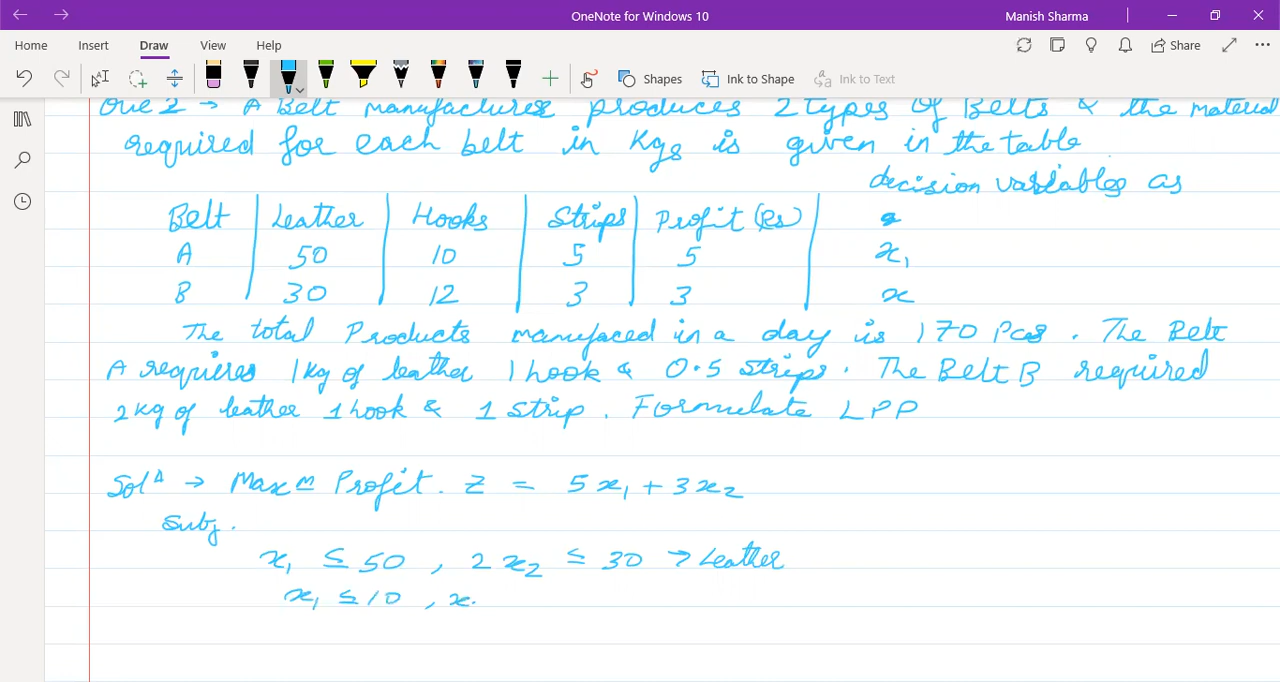 OneNote for Windows 10
Manish Sharma
Home Insert Draw View Help
Share
Shapes Ink to Shape Ink to Text
Que 2 → A Belt manufactures produces 2 types of Belts & the material
required for each belt in Kgs is given in the table
decision variables as
Belt Leather Hooks Strips Profit (Rs)
A 50 10 5 5 x₁
B 30 12 3 3 x
The total Products manufaced in a day is 170 Pcs. The Belt
A requires 1 kg of leather 1 hook & 0.5 strips. The Belt B required
2 kg of leather 1 hook & 1 strip. Formulate LPP
Solⁿ → Maxm Profit. Z = 5x₁ + 3x₂
Subj.
x₁ ≤ 50, 2x₂ ≤ 30 → Leather
x₁ ≤ 10, x